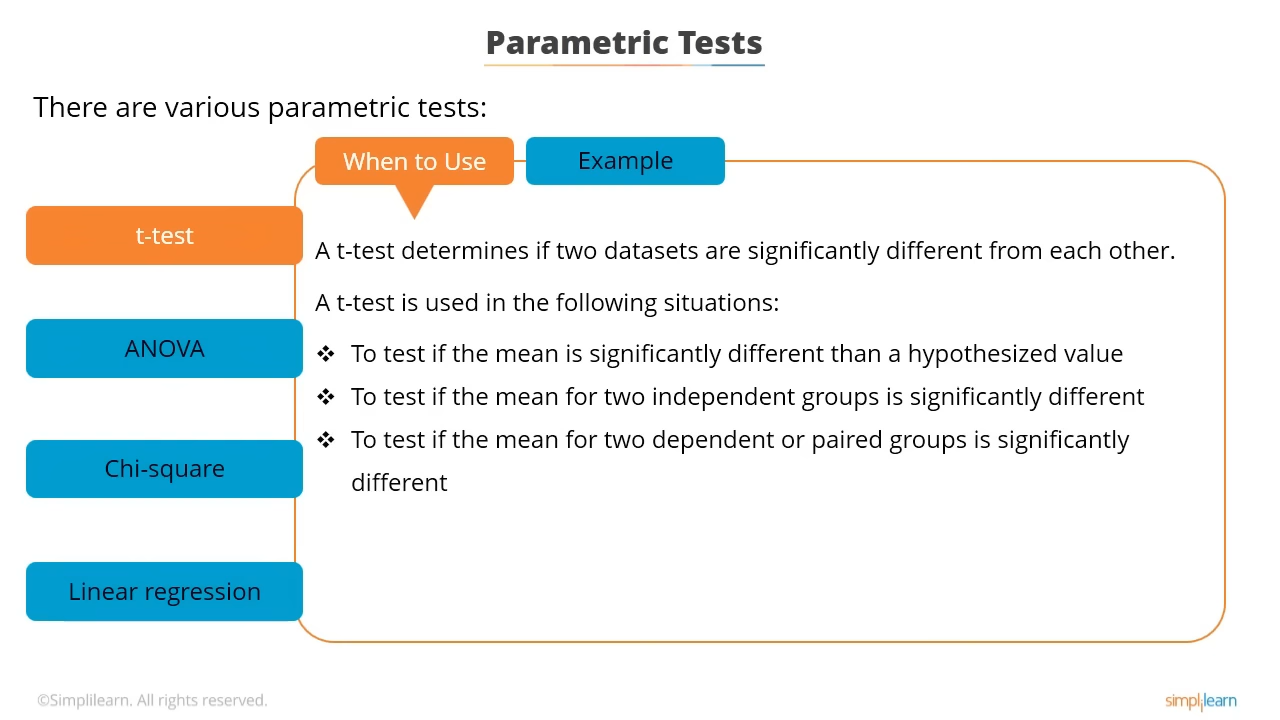 Parametric Tests
There are various parametric tests:
When to Use
Example
t-test
ANOVA
Chi-square
Linear regression
A t-test determines if two datasets are significantly different from each other.
A t-test is used in the following situations:
❖ To test if the mean is significantly different than a hypothesized value
❖ To test if the mean for two independent groups is significantly different
❖ To test if the mean for two dependent or paired groups is significantly
different
©Simplilearn. All rights reserved.
simplilearn